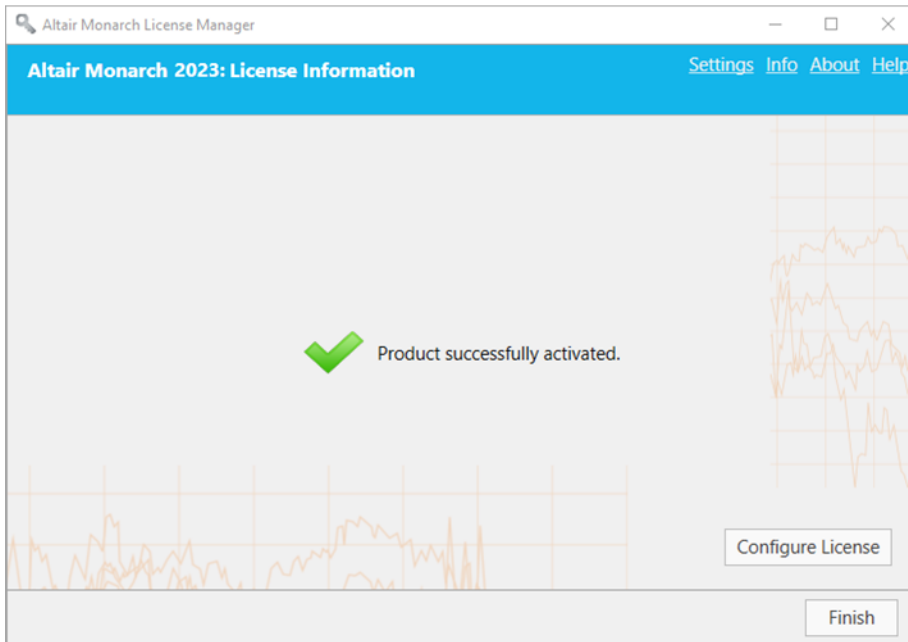 Altair Monarch License Manager
Altair Monarch 2023: License Information
Settings Info About Help
Product successfully activated.
Configure License
Finish